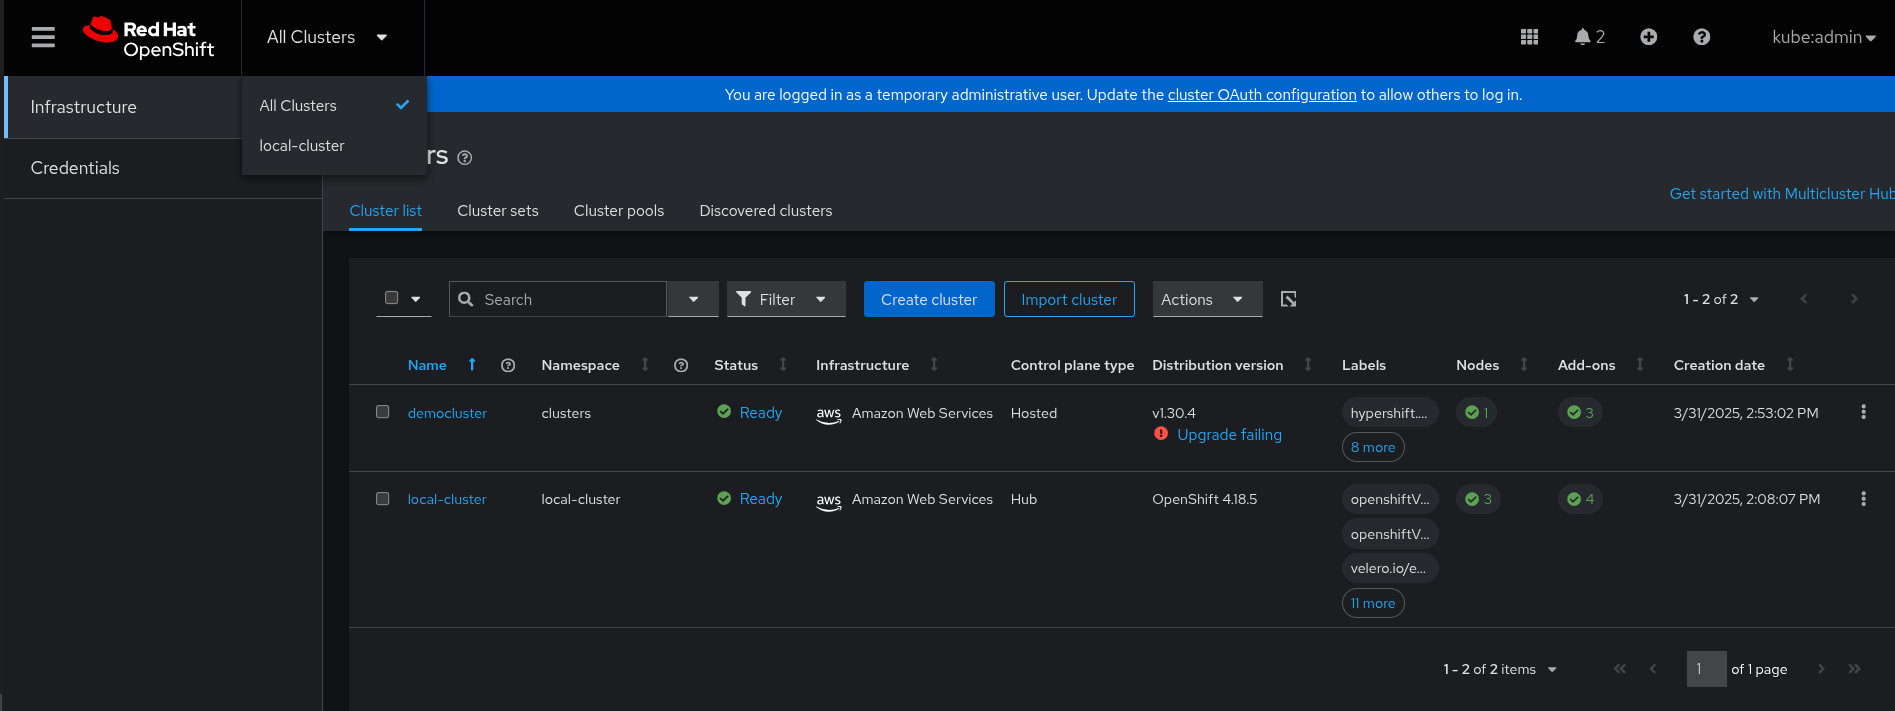 Red Hat
OpenShift
All Clusters
2
kube:admin
All Clusters
local-cluster
Infrastructure
Credentials
You are logged in as a temporary administrative user. Update the cluster OAuth configuration to allow others to log in.
rs
Get started with Multicluster Hub
Cluster list Cluster sets Cluster pools Discovered clusters
Search Filter Create cluster Import cluster Actions 1 - 2 of 2
Name Namespace Status Infrastructure Control plane type Distribution version Labels Nodes Add-ons Creation date
democluster clusters Ready aws Amazon Web Services Hosted v1.30.4 hypershift.... 1 3 3/31/2025, 2:53:02 PM
Upgrade failing
8 more
local-cluster local-cluster Ready aws Amazon Web Services Hub OpenShift 4.18.5 openshiftV... 3 4 3/31/2025, 2:08:07 PM
openshiftV...
velero.io/e...
11 more
1 - 2 of 2 items 1 of 1 page